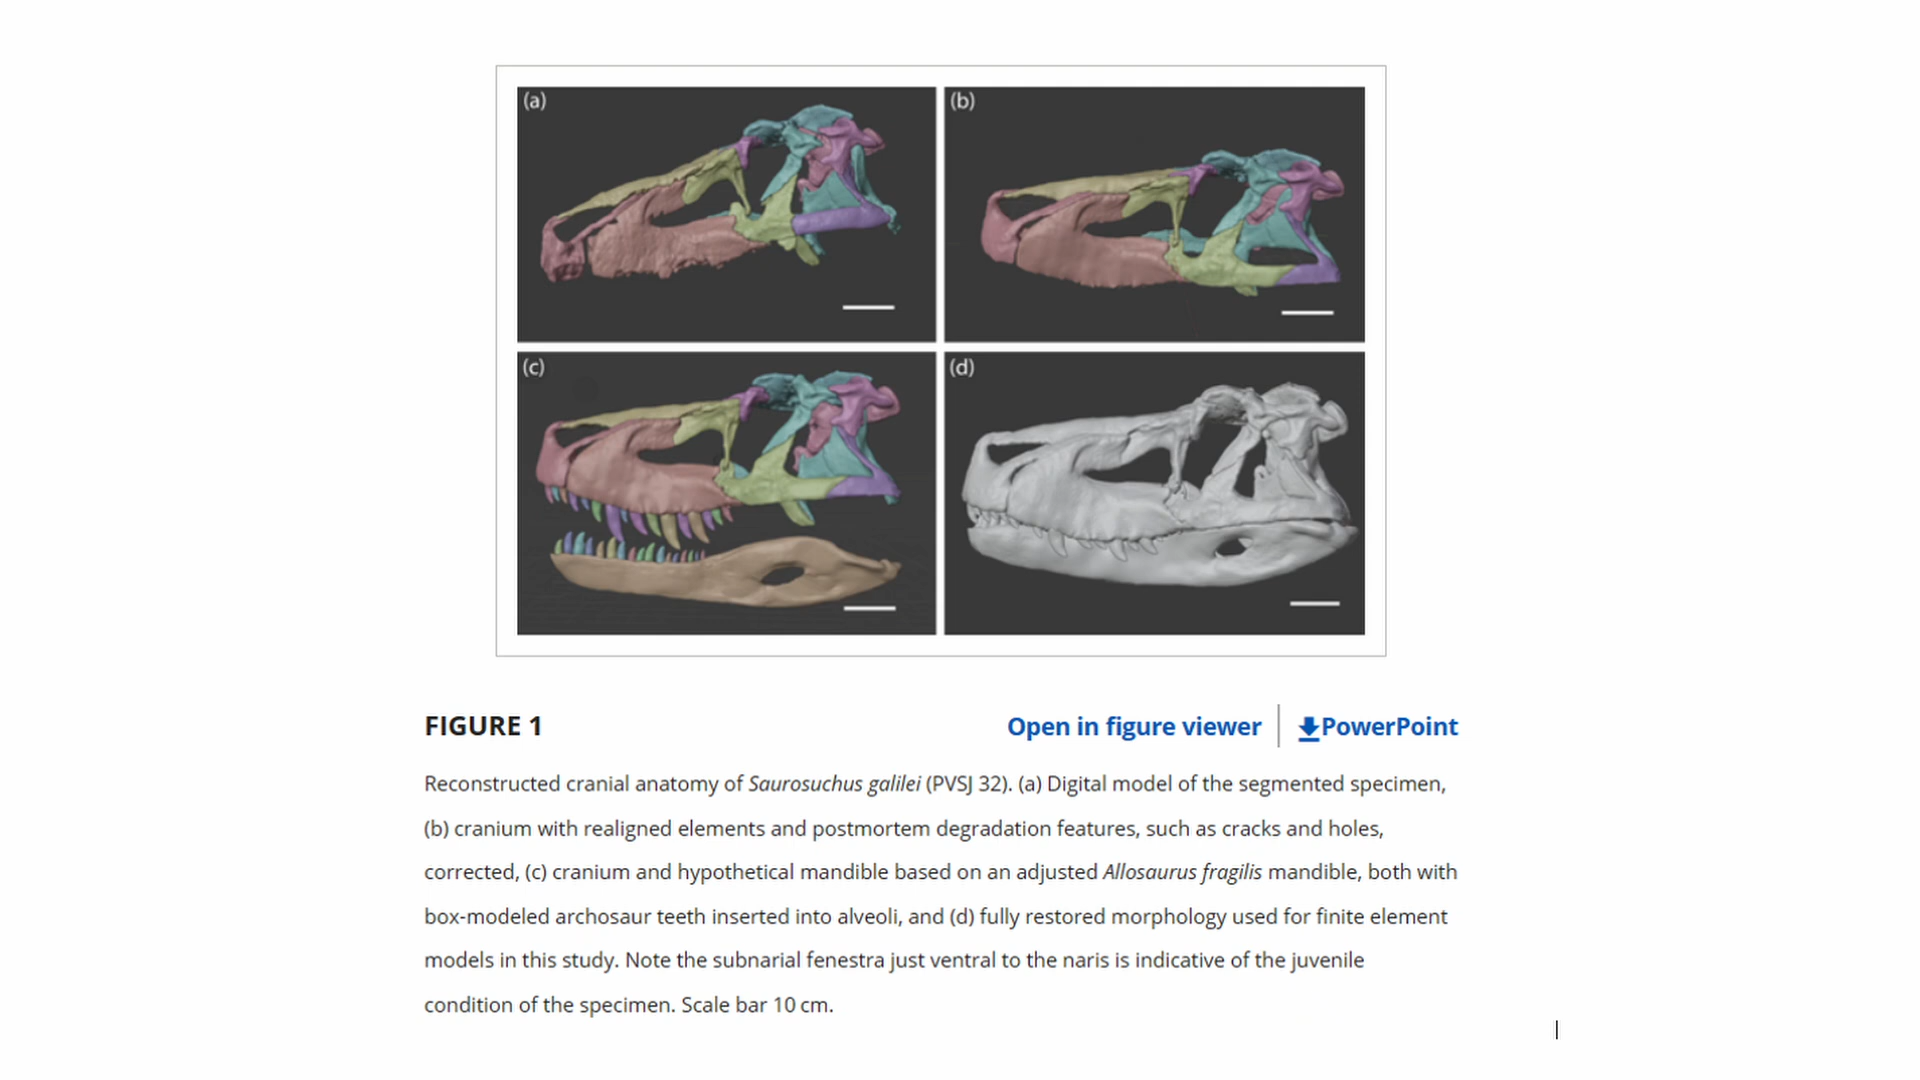 (a)
(b)
(c)
(d)
FIGURE 1
Open in figure viewer
PowerPoint
Reconstructed cranial anatomy of Saurosuchus galilei (PVSJ 32). (a) Digital model of the segmented specimen,
(b) cranium with realigned elements and postmortem degradation features, such as cracks and holes,
corrected, (c) cranium and hypothetical mandible based on an adjusted Allosaurus fragilis mandible, both with
box-modeled archosaur teeth inserted into alveoli, and (d) fully restored morphology used for finite element
models in this study. Note the subnarial fenestra just ventral to the naris is indicative of the juvenile
condition of the specimen. Scale bar 10 cm.